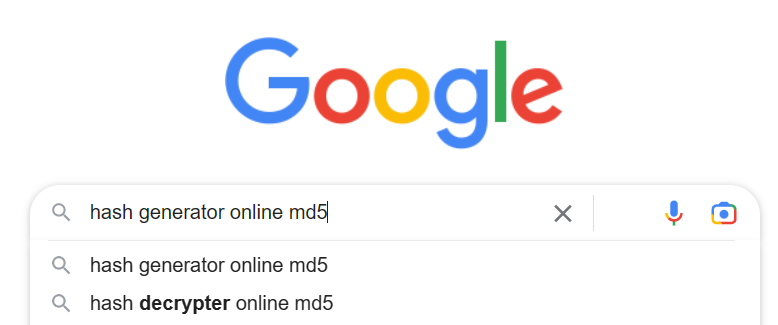 Google
hash generator online md5
hash generator online md5
hash decrypter online md5